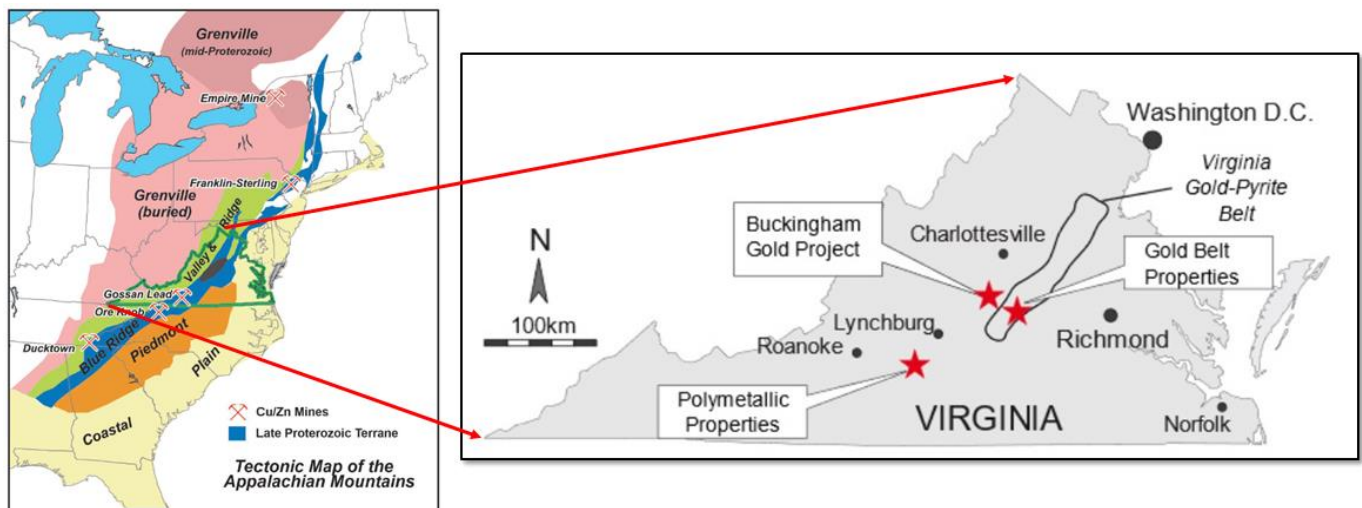 Grenville
(mid-Proterozoic)
Empire Mine
Franklin-Sterling
Grenville
(buried)
Valley & Ridge
Gossan Lead
Ore Knob
Ducktown
Blue Ridge
Piedmont
Coastal Plain
Cu/Zn Mines
Late Proterozoic Terrane
Tectonic Map of the
Appalachian Mountains
Washington D.C.
Virginia
Gold-Pyrite
Belt
Buckingham
Gold Project
Charlottesville
Gold Belt
Properties
N
100km
Lynchburg
Roanoke
Richmond
Polymetallic
Properties
VIRGINIA
Norfolk